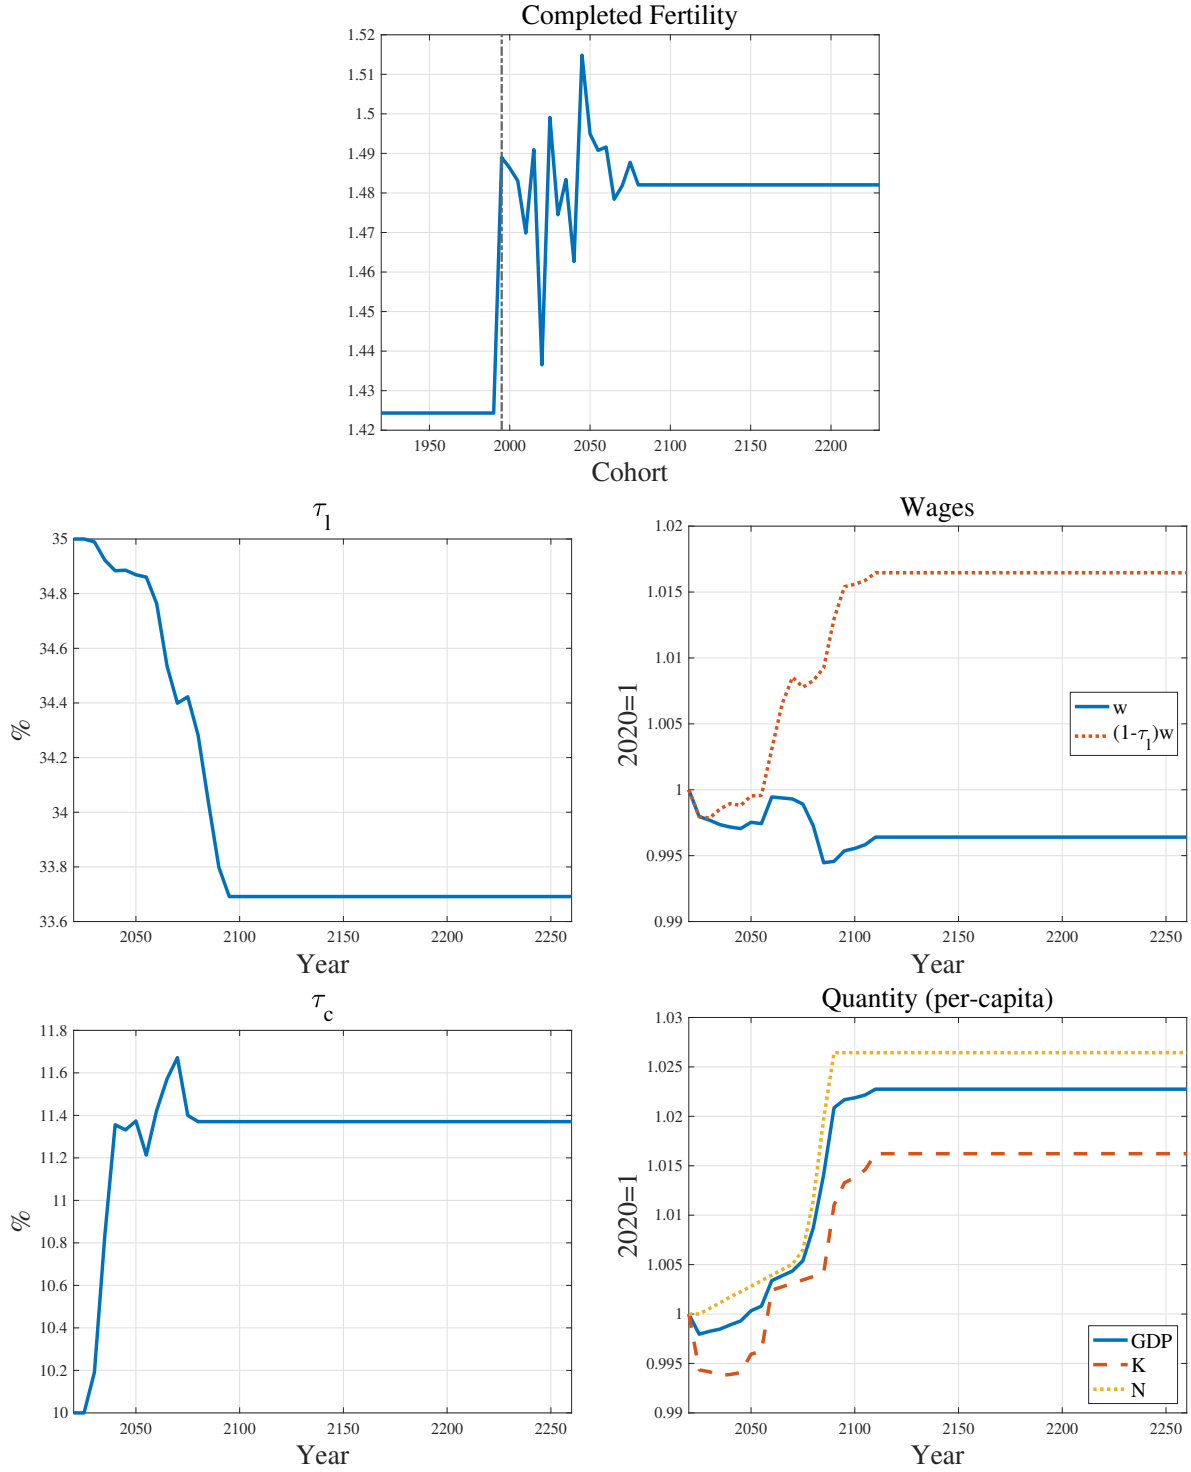 Completed Fertility
1.52
1.51
1.5
1.49
1.48
1.47
1.46
1.45
1.44
1.43
1.42
1950 2000 2050 2100 2150 2200
Cohort
τl
35
34.8
34.6
34.4
34.2
34
33.8
33.6
%
2050 2100 2150 2200 2250
Year
Wages
1.02
1.015
1.01
1.005
1
0.995
0.99
2020=1
w
(1-τl)w
2050 2100 2150 2200 2250
Year
τc
11.8
11.6
11.4
11.2
11
10.8
10.6
10.4
10.2
10
%
2050 2100 2150 2200 2250
Year
Quantity (per-capita)
1.03
1.025
1.02
1.015
1.01
1.005
1
0.995
0.99
2020=1
GDP
K
N
2050 2100 2150 2200 2250
Year